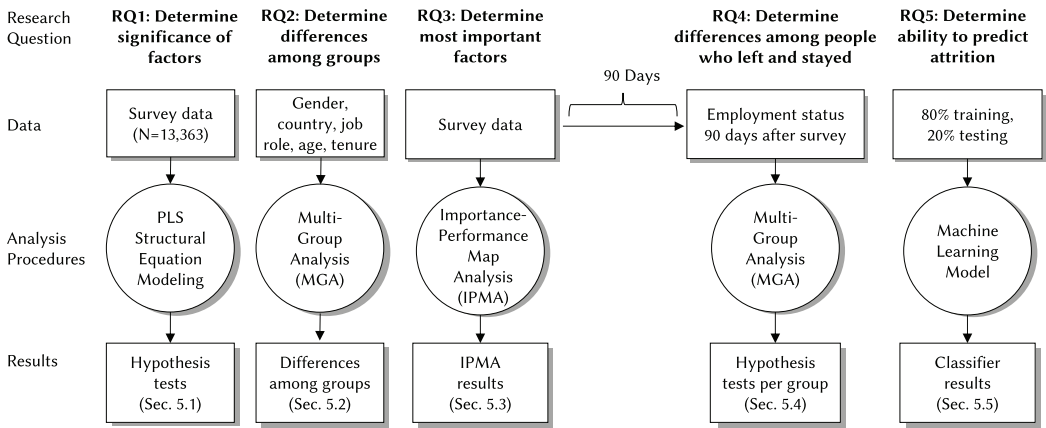 Research
Question
RQ1: Determine
significance of
factors
RQ2: Determine
differences
among groups
RQ3: Determine
most important
factors
RQ4: Determine
differences among people
who left and stayed
RQ5: Determine
ability to predict
attrition
90 Days
Data
Survey data
(N=13,363)
Gender,
country, job
role, age, tenure
Survey data
Employment status
90 days after survey
80% training,
20% testing
Analysis
Procedures
PLS
Structural
Equation
Modeling
Multi-
Group
Analysis
(MGA)
Importance-
Performance
Map
Analysis
(IPMA)
Multi-
Group
Analysis
(MGA)
Machine
Learning
Model
Results
Hypothesis
tests
(Sec. 5.1)
Differences
among groups
(Sec. 5.2)
IPMA
results
(Sec. 5.3)
Hypothesis
tests per group
(Sec. 5.4)
Classifier
results
(Sec. 5.5)